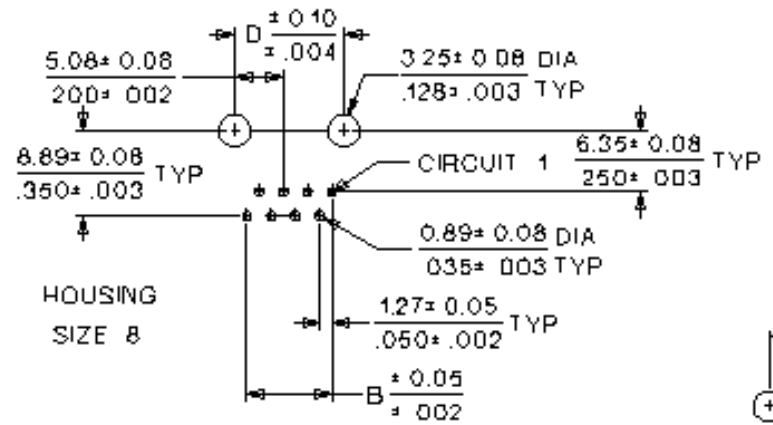 D ± 0.10
± .004
5.08± 0.08
200± 002
3.25± 0.08 DIA
.128± .003 TYP
8.89± 0.08 TYP
.350± .003
CIRCUIT 1
6.35± 0.08 TYP
250± 003
0.89± 0.08 DIA
035± 003 TYP
HOUSING
SIZE 8
1.27± 0.05 TYP
.050± .002
B ± 0.05
± 002